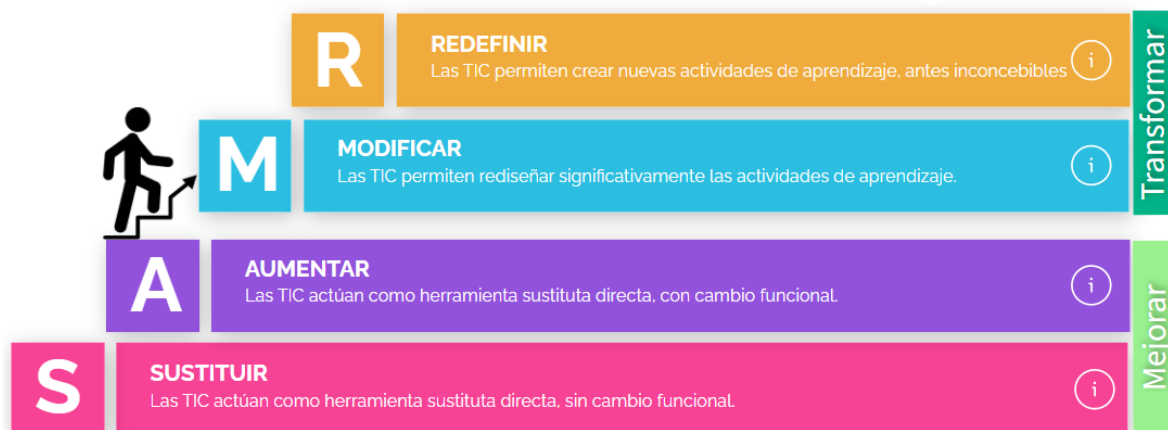 R
REDEFINIR
Las TIC permiten crear nuevas actividades de aprendizaje, antes inconcebibles
i
M
MODIFICAR
Las TIC permiten rediseñar significativamente las actividades de aprendizaje.
i
Transformar
A
AUMENTAR
Las TIC actúan como herramienta sustituta directa, con cambio funcional.
i
S
SUSTITUIR
Las TIC actúan como herramienta sustituta directa, sin cambio funcional.
i
Mejorar